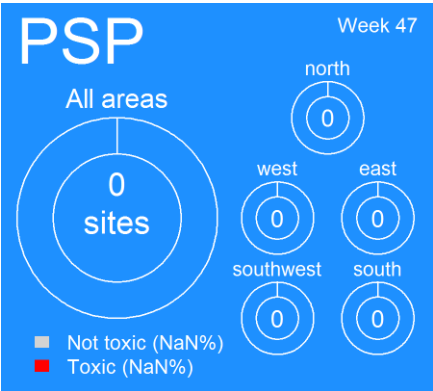 PSP
Week 47
All areas
0
sites
north
0
west
0
east
0
southwest
0
south
0
Not toxic (NaN%)
Toxic (NaN%)